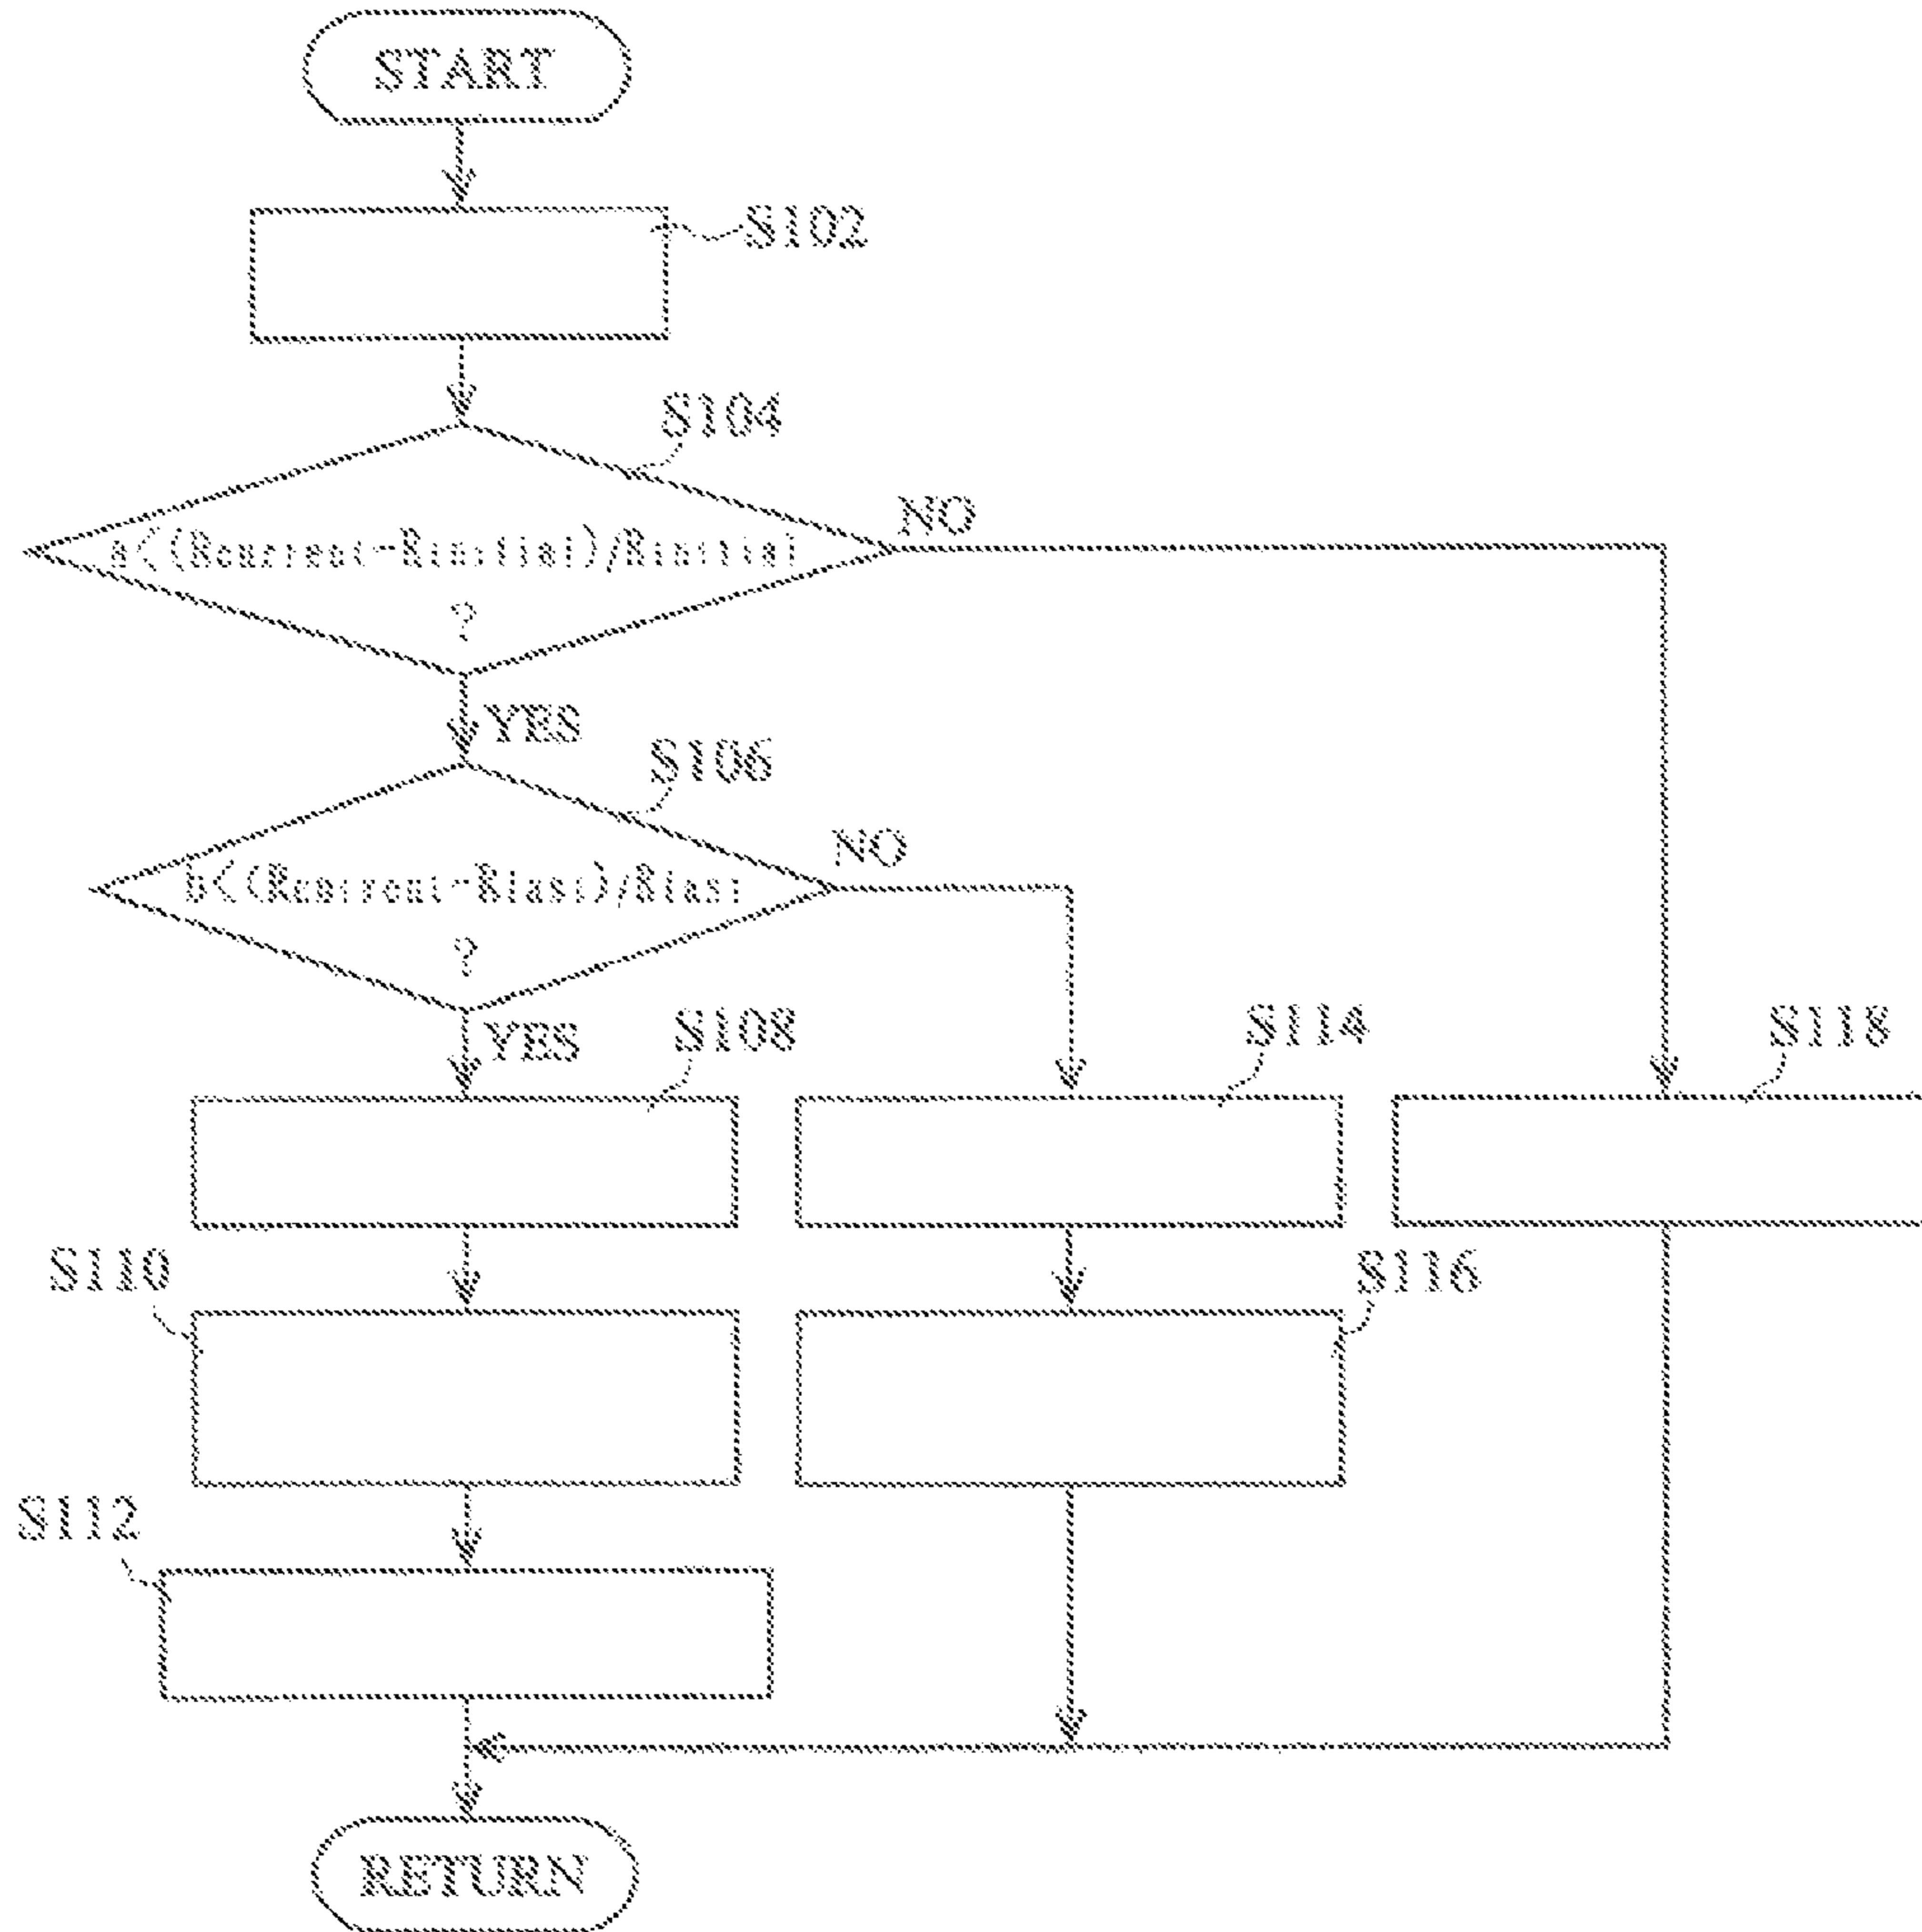 START
S102
S104
NO
a<(Rcurrent-Rinitial)/Rinitial
?
YES
S106
NO
b<(Rcurrent-Rlast)/Rlast
?
YES
S108
S114
S118
S110
S116
S112
RETURN